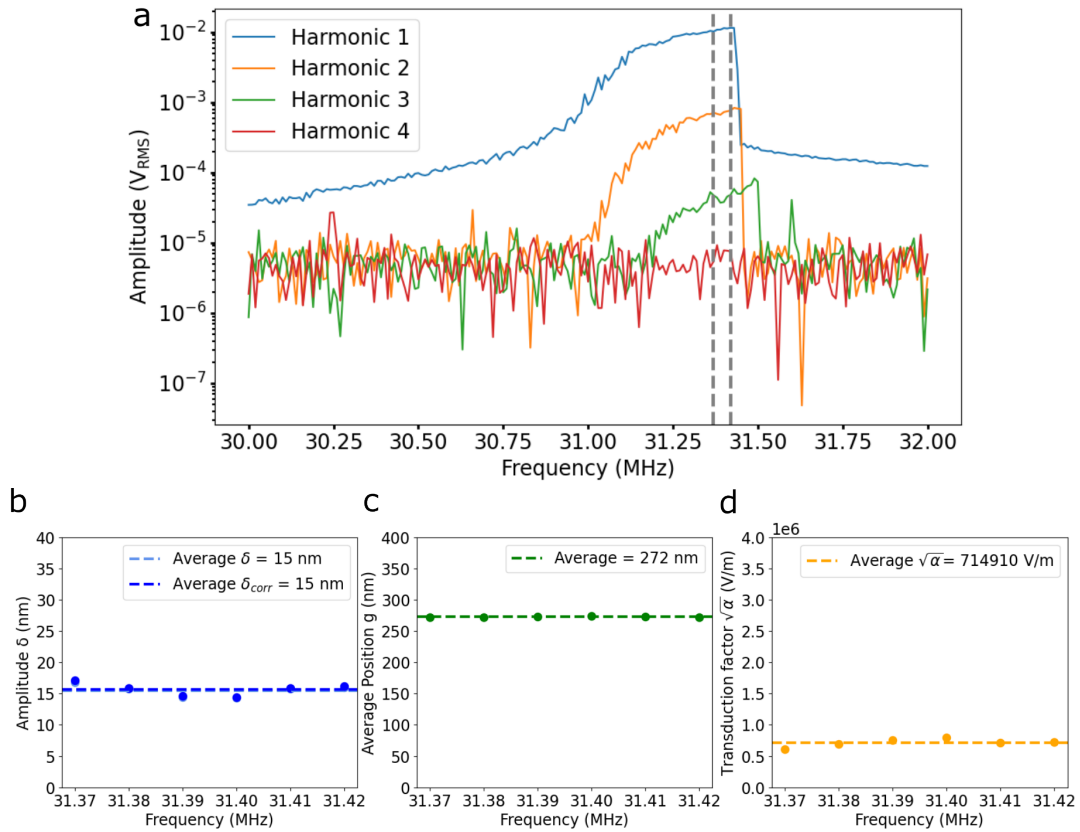 a
Harmonic 1
Harmonic 2
Harmonic 3
Harmonic 4
Amplitude (V_RMS)
10⁻²
10⁻³
10⁻⁴
10⁻⁵
10⁻⁶
10⁻⁷
30.00 30.25 30.50 30.75 31.00 31.25 31.50 31.75 32.00
Frequency (MHz)
b
Average δ = 15 nm
Average δ_corr = 15 nm
Amplitude δ (nm)
40
35
30
25
20
15
10
5
0
31.37 31.38 31.39 31.40 31.41 31.42
Frequency (MHz)
c
Average = 272 nm
Average Position g (nm)
400
350
300
250
200
150
100
50
0
31.37 31.38 31.39 31.40 31.41 31.42
Frequency (MHz)
d
1e6
Average √α= 714910 V/m
Transduction factor √α (V/m)
4.0
3.5
3.0
2.5
2.0
1.5
1.0
0.5
0.0
31.37 31.38 31.39 31.40 31.41 31.42
Frequency (MHz)